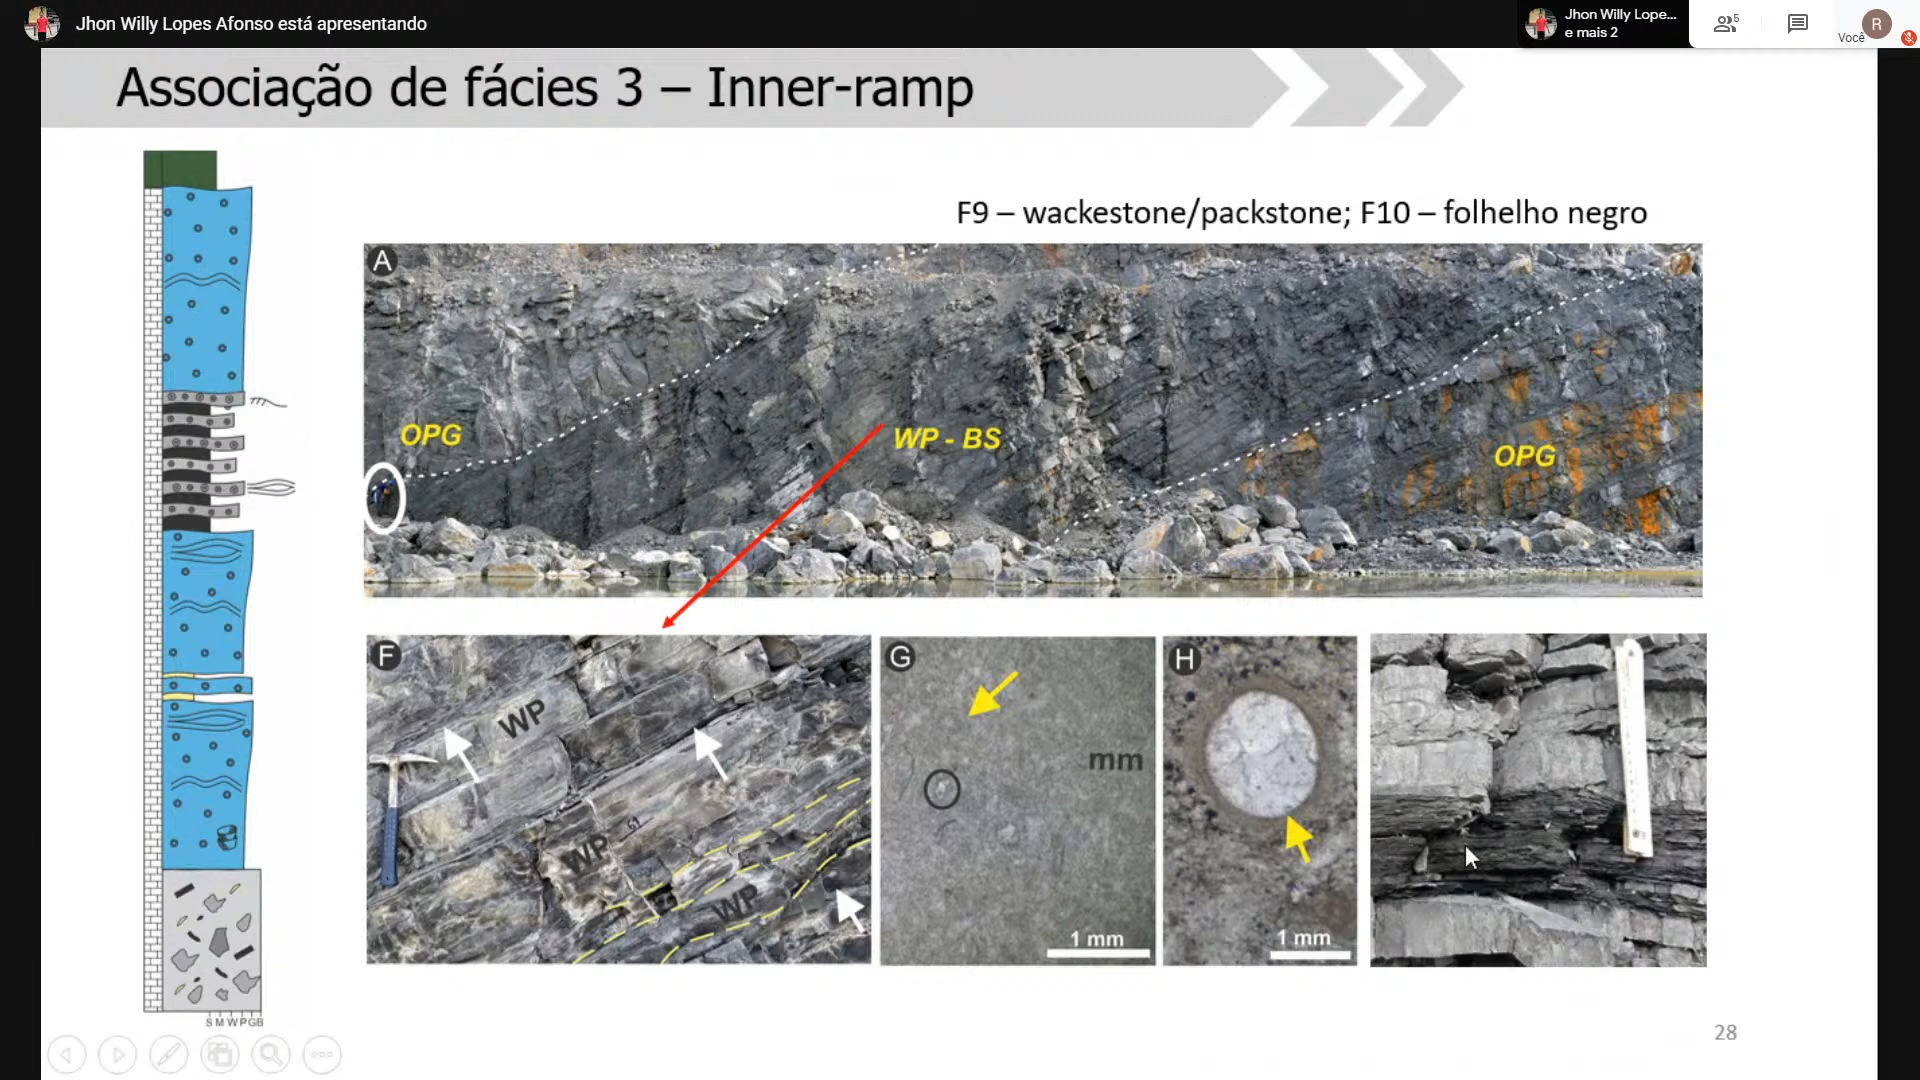 Jhon Willy Lopes Afonso está apresentando
Jhon Willy Lope...
e mais 2
5
Você
R
Associação de fácies 3 – Inner-ramp
F9 – wackestone/packstone; F10 – folhelho negro
A
OPG
WP - BS
OPG
F
WP
WP
WP
G
mm
1 mm
H
1 mm
S M W P G B
28